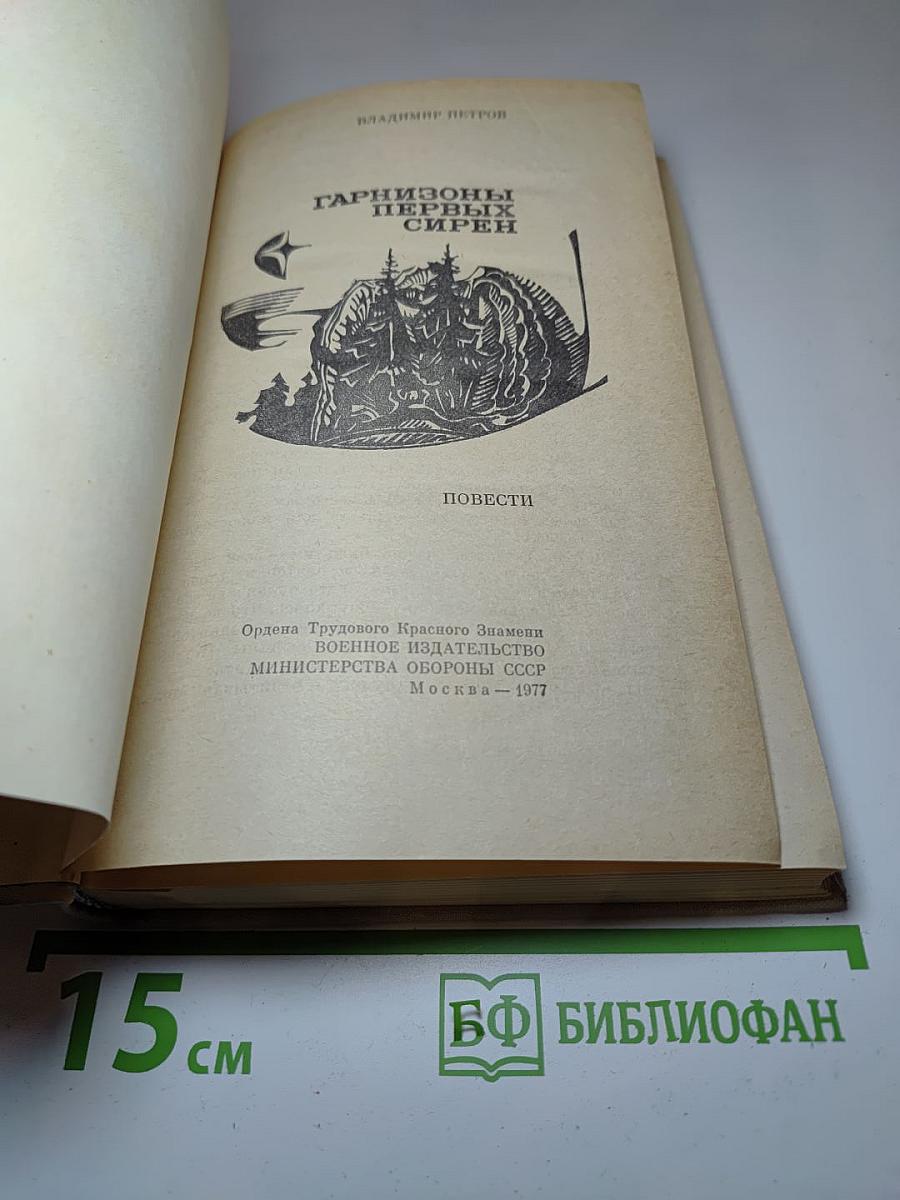 ВЛАДИМИР ПЕТРОВ
ГАРНИЗОНЫ
ПЕРВЫХ
СИРЕН
ПОВЕСТИ
Ордена Трудового Красного Знамени
ВОЕННОЕ ИЗДАТЕЛЬСТВО
МИНИСТЕРСТВА ОБОРОНЫ СССР
Москва — 1977
15 см
БФ БИБЛИОФАН